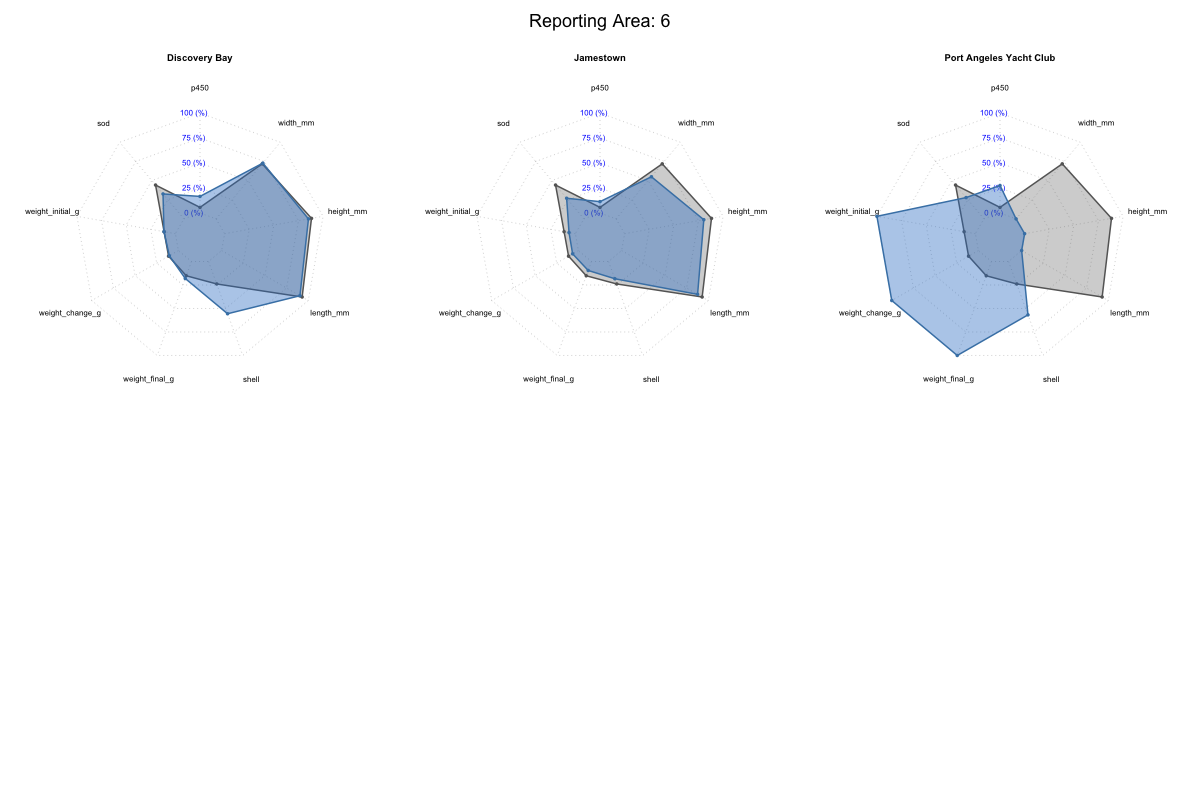 Reporting Area: 6
Discovery Bay
p450
sod
width_mm
100 (%)
75 (%)
50 (%)
25 (%)
0 (%)
weight_initial_g
height_mm
weight_change_g
length_mm
weight_final_g
shell
Jamestown
p450
sod
width_mm
100 (%)
75 (%)
50 (%)
25 (%)
0 (%)
weight_initial_g
height_mm
weight_change_g
length_mm
weight_final_g
shell
Port Angeles Yacht Club
p450
sod
width_mm
100 (%)
75 (%)
50 (%)
25 (%)
0 (%)
weight_initial_g
height_mm
weight_change_g
length_mm
weight_final_g
shell